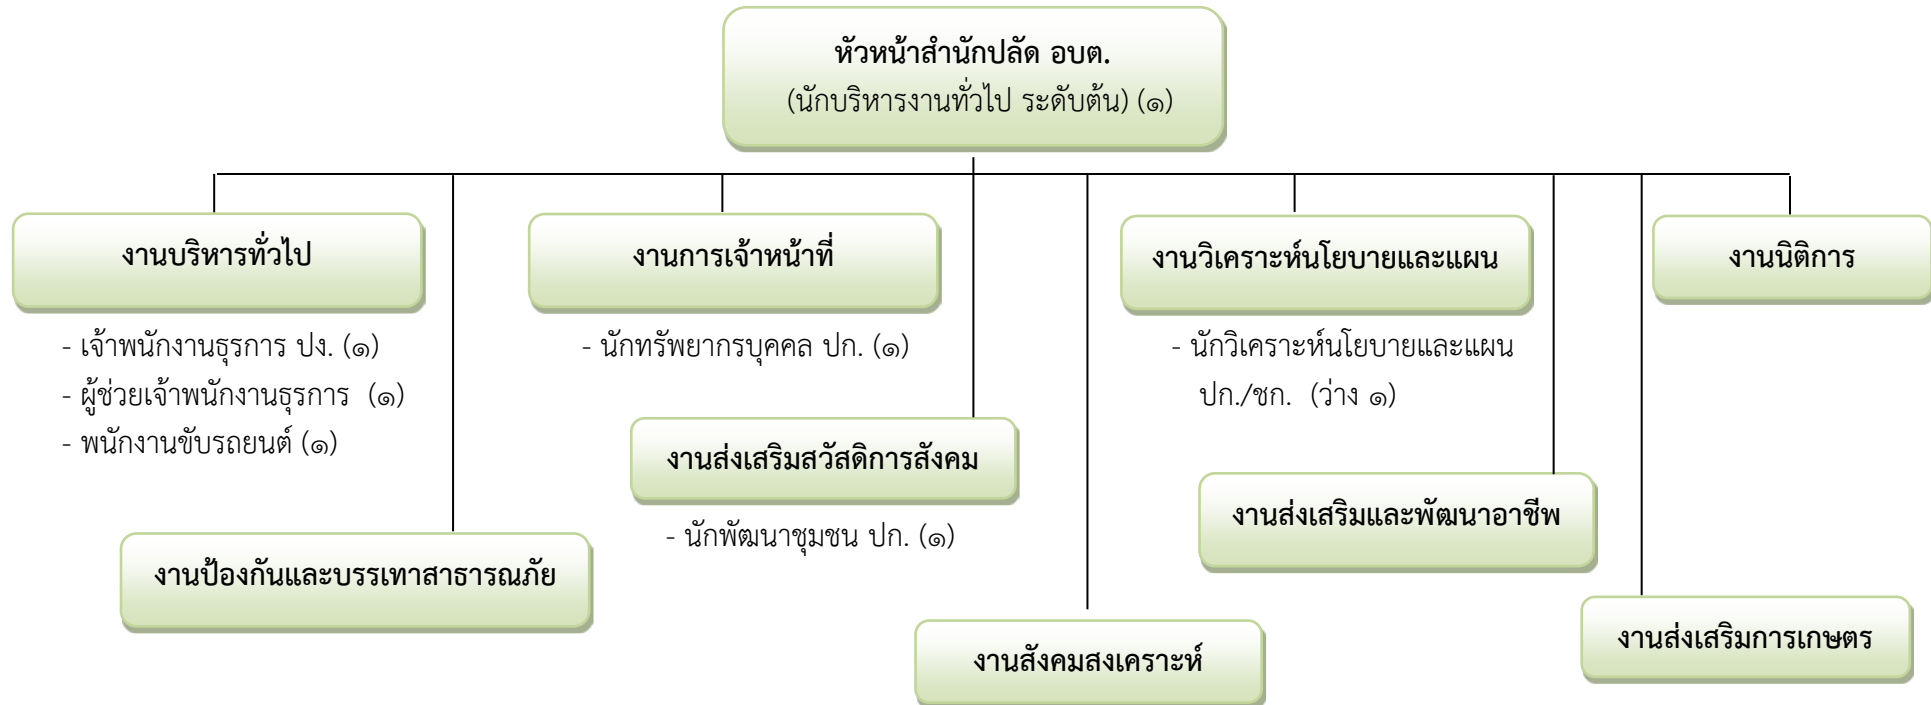 หัวหน้าสำนักปลัด อบต.
(นักบริหารงานทั่วไป ระดับต้น) (๑)
งานบริหารทั่วไป
- เจ้าพนักงานธุรการ ปง. (๑)
- ผู้ช่วยเจ้าพนักงานธุรการ (๑)
- พนักงานขับรถยนต์ (๑)
งานป้องกันและบรรเทาสาธารณภัย
งานการเจ้าหน้าที่
- นักทรัพยากรบุคคล ปก. (๑)
งานส่งเสริมสวัสดิการสังคม
- นักพัฒนาชุมชน ปก. (๑)
งานสังคมสงเคราะห์
งานวิเคราะห์นโยบายและแผน
- นักวิเคราะห์นโยบายและแผน
ปก./ชก. (ว่าง ๑)
งานส่งเสริมและพัฒนาอาชีพ
งานส่งเสริมการเกษตร
งานนิติการ